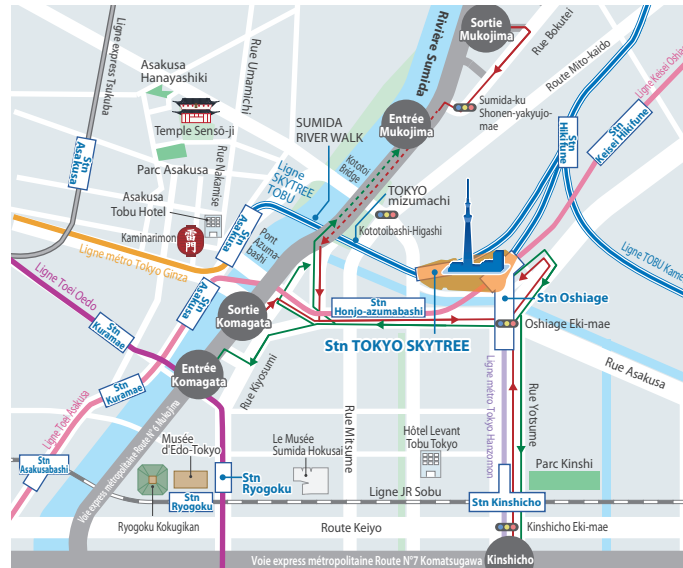 Sortie
Mukojima
Rue Bokutei
Rivière Sumida
Route Mito-kaido
Ligne Keisei Oshiage
Ligne express Tsukuba
Asakusa
Hanayashiki
Rue Umamichi
Entrée
Mukojima
Sumida-ku
Shonen-yakyujo-
mae
Temple Sensō-ji
SUMIDA
RIVER WALK
Stn
Hikifune
Stn
Keisei Hikifune
Stn
Asakusa
Parc Asakusa
Rue Nakamise
Kototoi
Bridge
Ligne
SKYTREE
TOBU
TOKYO
mizumachi
Asakusa
Tobu Hotel
Kaminarimon
雷門
Stn
Asakusa
Pont
Azuma-
bashi
Kototoibashi-Higashi
Ligne métro Tokyo Ginza
Ligne TOBU Kame
Ligne Toei Oedo
Stn
Asakusa
Sortie
Komagata
Stn
Honjo-azumabashi
Stn Oshiage
Oshiage Eki-mae
Stn
Kuramae
Stn TOKYO SKYTREE
Entrée
Komagata
Rue Kiyosumi
Rue Asakusa
Stn
Kuramae
Ligne Toei Asakusa
Rue Mitsume
Ligne métro Tokyo Hanzomon
Rue Yotsume
Hôtel Levant
Tobu Tokyo
Musée
d'Edo-Tokyo
Le Musée
Sumida Hokusai
Stn
Asakusabashi
Voie express métropolitaine Route N° 6 Mukojima
Stn
Ryogoku
Parc Kinshi
Stn
Ryogoku
Ligne JR Sobu
Stn Kinshicho
Ryogoku Kokugikan
Route Keiyo
Kinshicho Eki-mae
Voie express métropolitaine Route N°7 Komatsugawa
Kinshicho